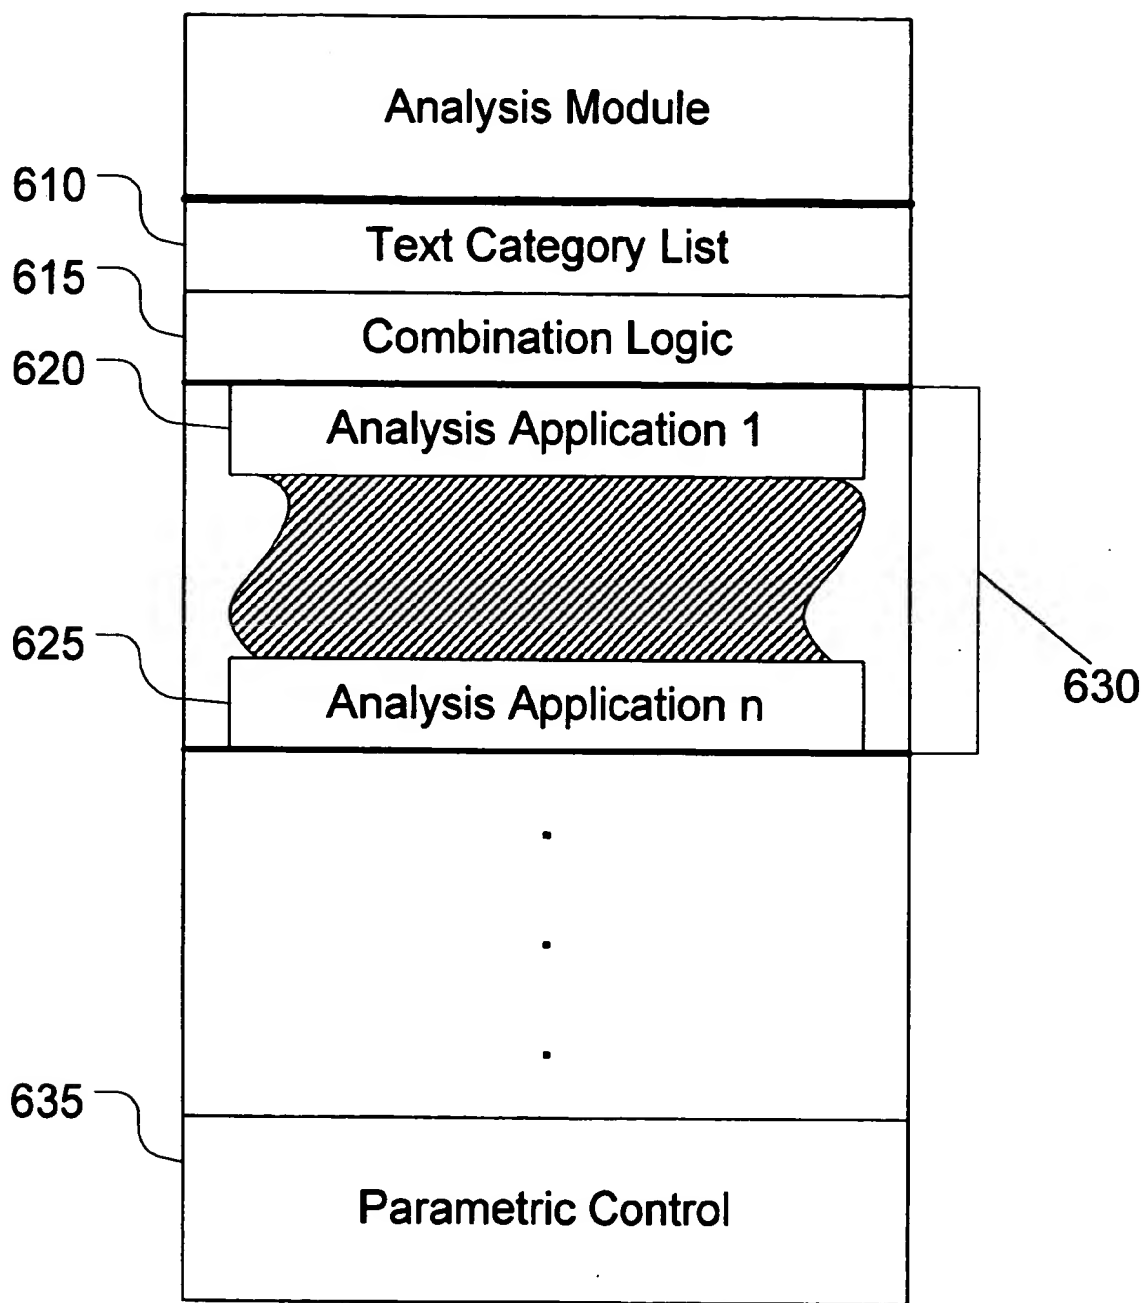 Analysis Module
610
Text Category List
615
Combination Logic
620
Analysis Application 1
625
Analysis Application n
630
.
.
.
635
Parametric Control